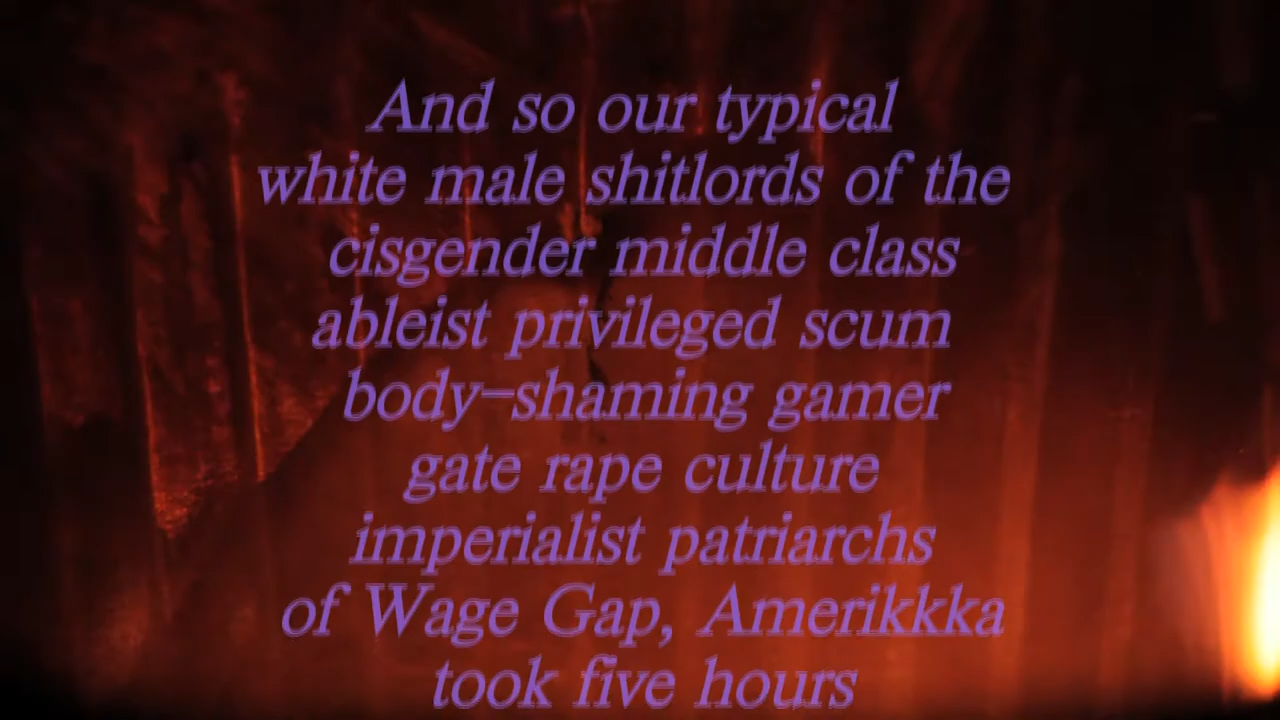 And so our typical
white male shitlords of the
cisgender middle class
ableist privileged scum
body-shaming gamer
gate rape culture
imperialist patriarchs
of Wage Gap, Amerikkka
took five hours